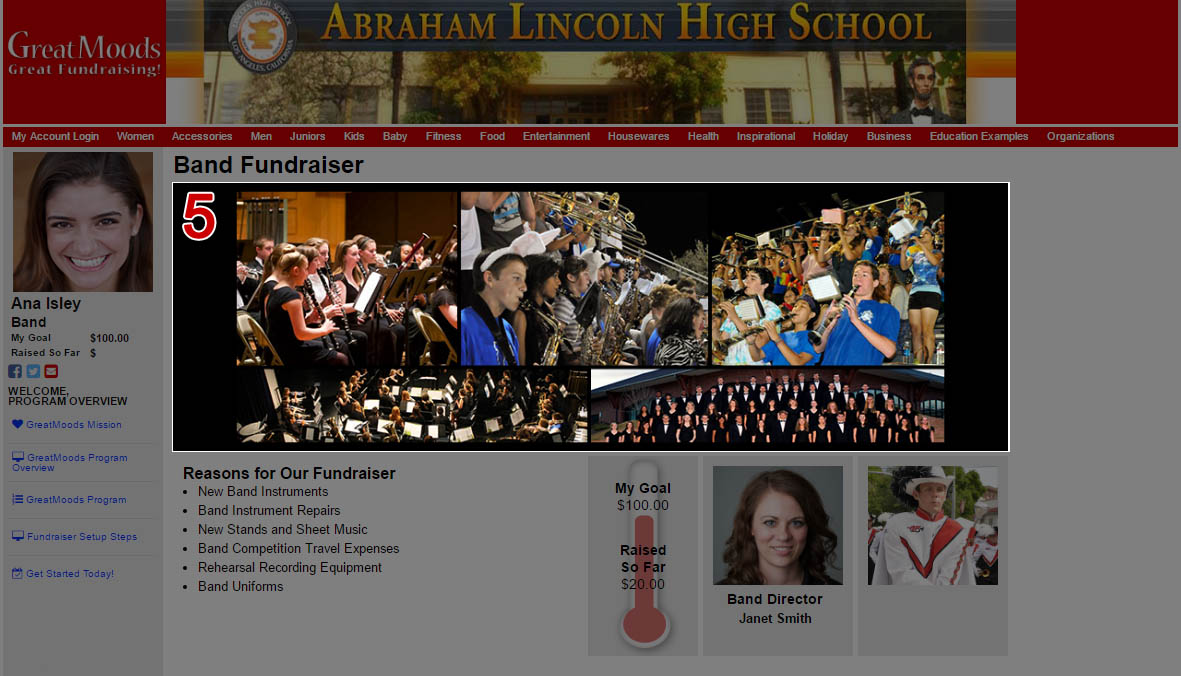 ABRAHAM LINCOLN HIGH SCHOOL
LINCOLN HIGH SCHOOL
LOS ANGELES, CALIFORNIA
GreatMoods
Great Fundraising!
My Account Login Women Accessories Men Juniors Kids Baby Fitness Food Entertainment Housewares Health Inspirational Holiday Business Education Examples Organizations
Ana Isley
Band
My Goal $100.00
Raised So Far $
WELCOME,
PROGRAM OVERVIEW
GreatMoods Mission
GreatMoods Program
Overview
GreatMoods Program
Fundraiser Setup Steps
Get Started Today!
Band Fundraiser
5
Reasons for Our Fundraiser
New Band Instruments
Band Instrument Repairs
New Stands and Sheet Music
Band Competition Travel Expenses
Rehearsal Recording Equipment
Band Uniforms
My Goal
$100.00
Raised
So Far
$20.00
Band Director
Janet Smith